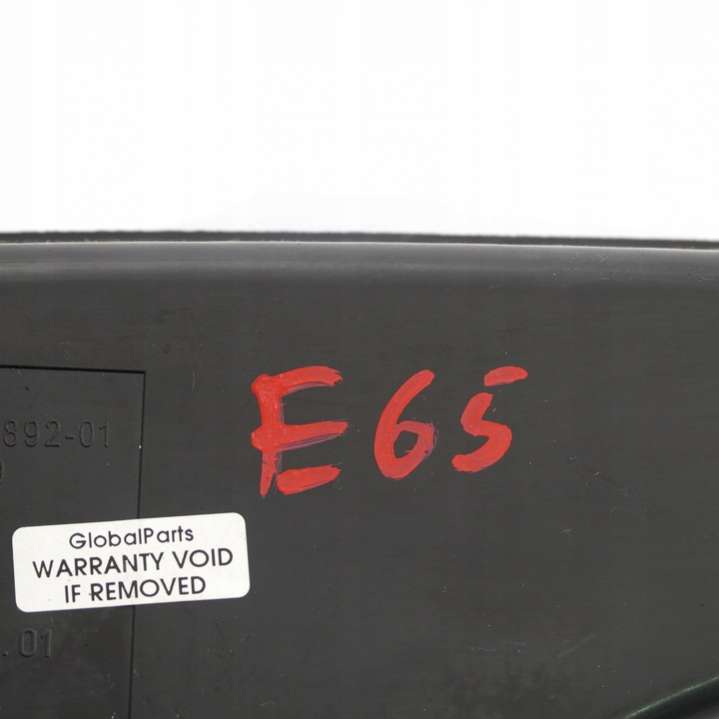 E65
892-01
GlobalParts
WARRANTY VOID
IF REMOVED
.01